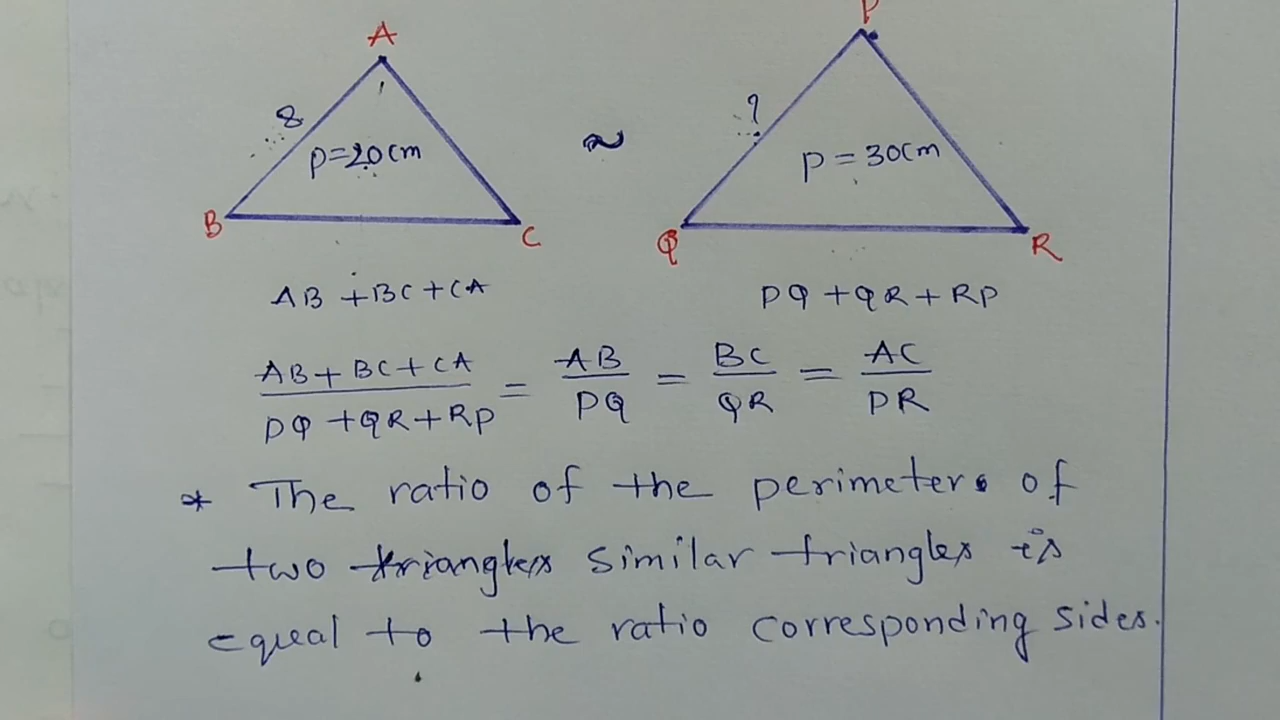 A P
8 ?
P=20cm ~ P = 30cm
B C Q R
AB + BC + CA PQ + QR + RP
AB + BC + CA / PQ + QR + RP = AB / PQ = BC / QR = AC / PR
* The ratio of the perimeters of
two triangles similar triangles is
equal to the ratio corresponding sides.